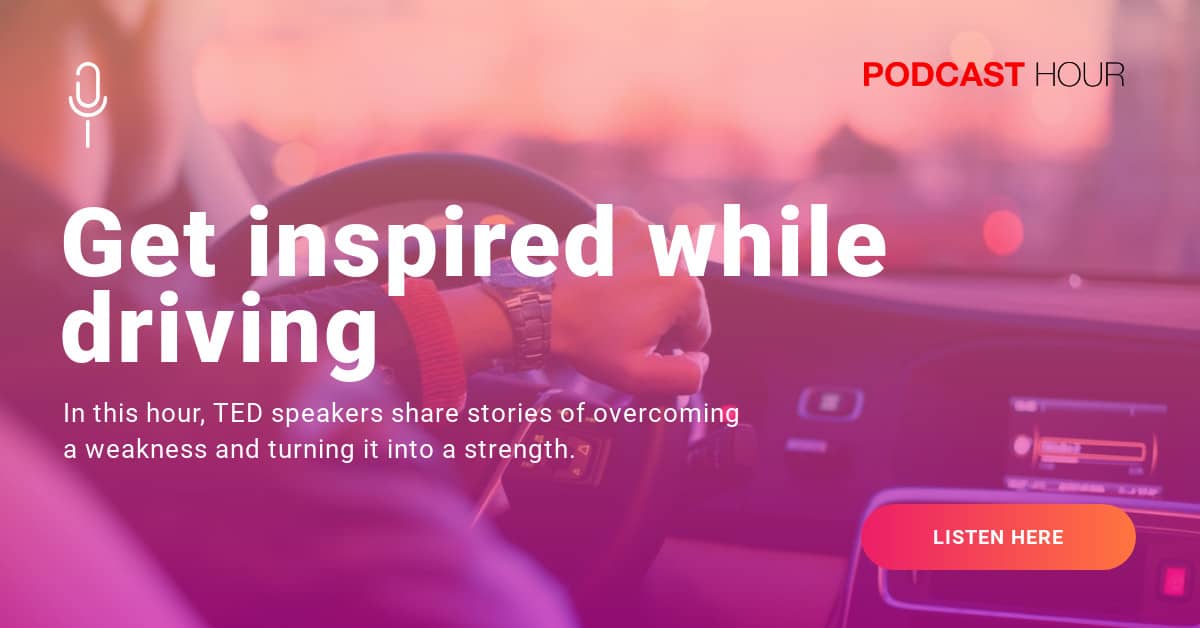 PODCAST HOUR
Get inspired while
driving
In this hour, TED speakers share stories of overcoming
a weakness and turning it into a strength.
LISTEN HERE